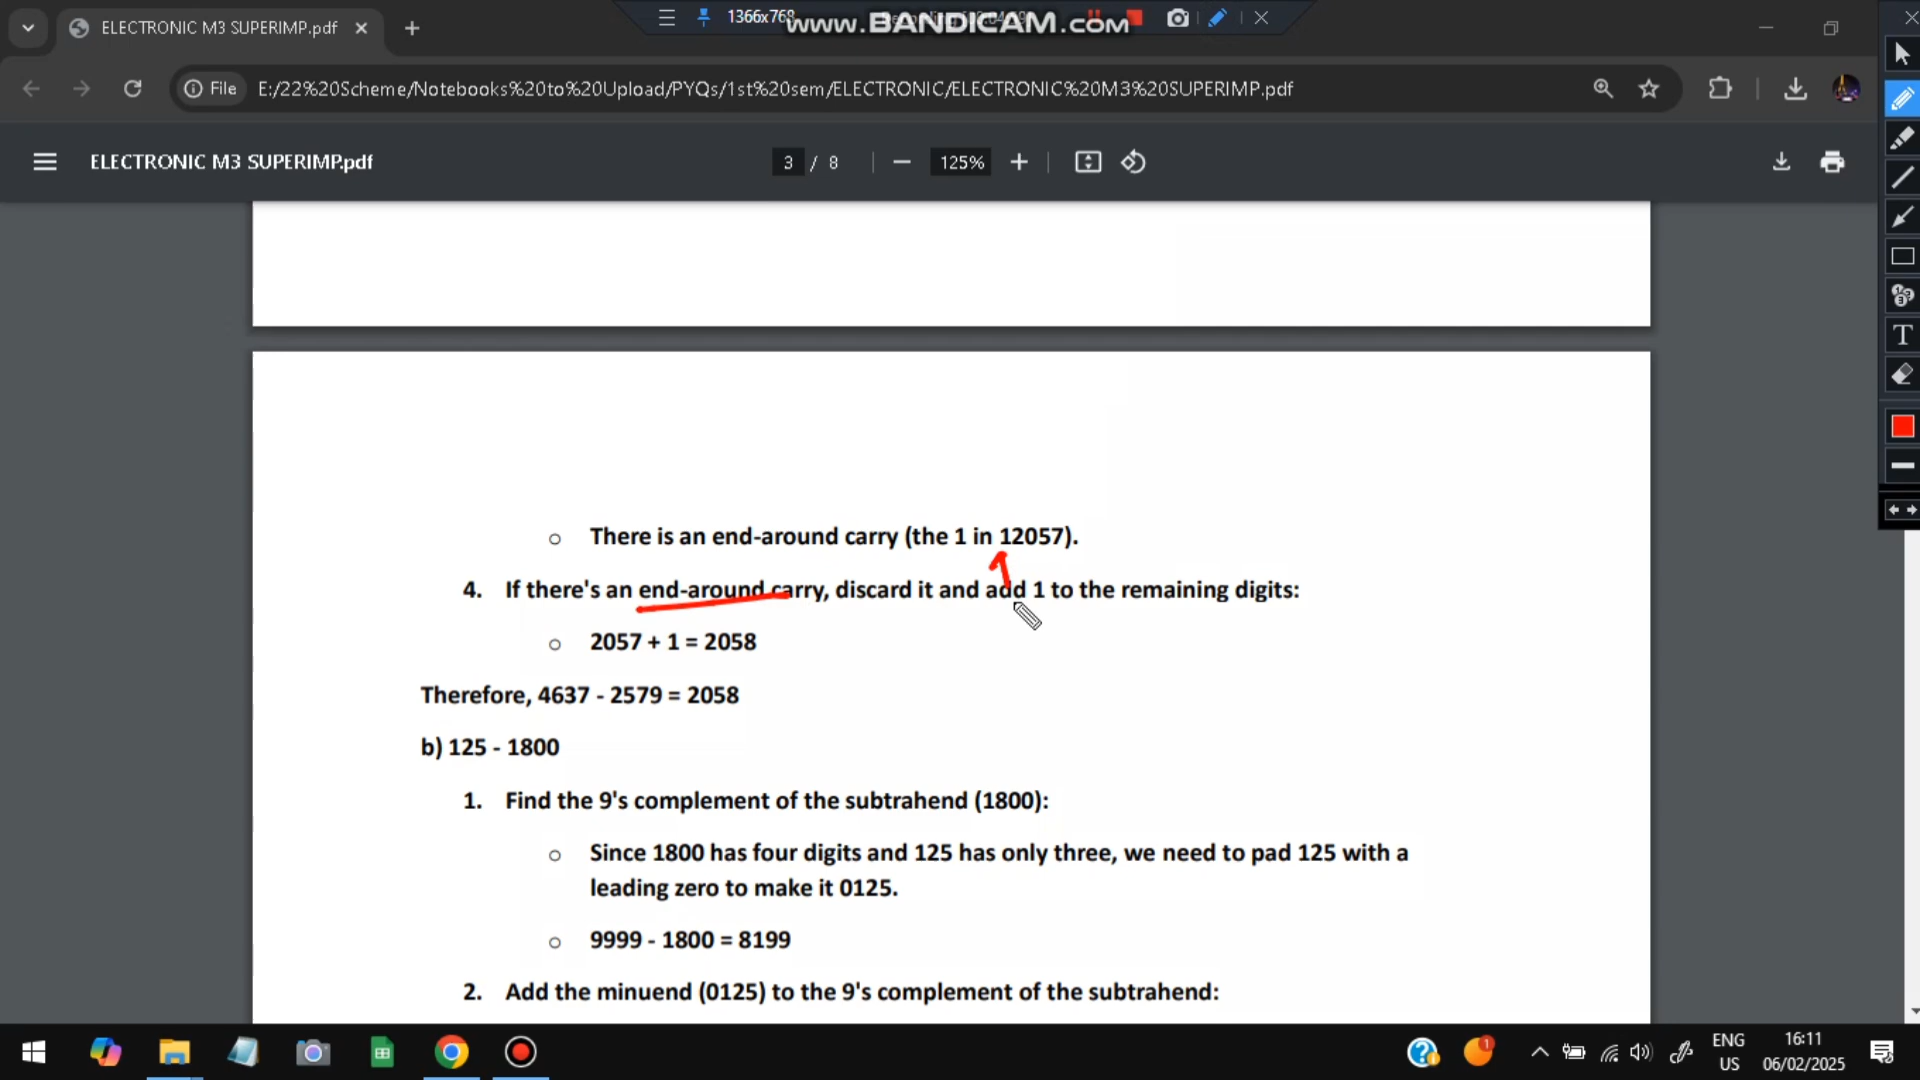 ELECTRONIC M3 SUPERIMP.pdf
1366x768
www.BANDICAM.com
File
E:/22%20Scheme/Notebooks%20to%20Upload/PYQs/1st%20sem/ELECTRONIC/ELECTRONIC%20M3%20SUPERIMP.pdf
ELECTRONIC M3 SUPERIMP.pdf
3 / 8
125%
T
o There is an end-around carry (the 1 in 12057).
4. If there's an end-around carry, discard it and add 1 to the remaining digits:
o 2057 + 1 = 2058
Therefore, 4637 - 2579 = 2058
b) 125 - 1800
1. Find the 9's complement of the subtrahend (1800):
o Since 1800 has four digits and 125 has only three, we need to pad 125 with a
leading zero to make it 0125.
o 9999 - 1800 = 8199
2. Add the minuend (0125) to the 9's complement of the subtrahend:
1
ENG
US
16:11
06/02/2025